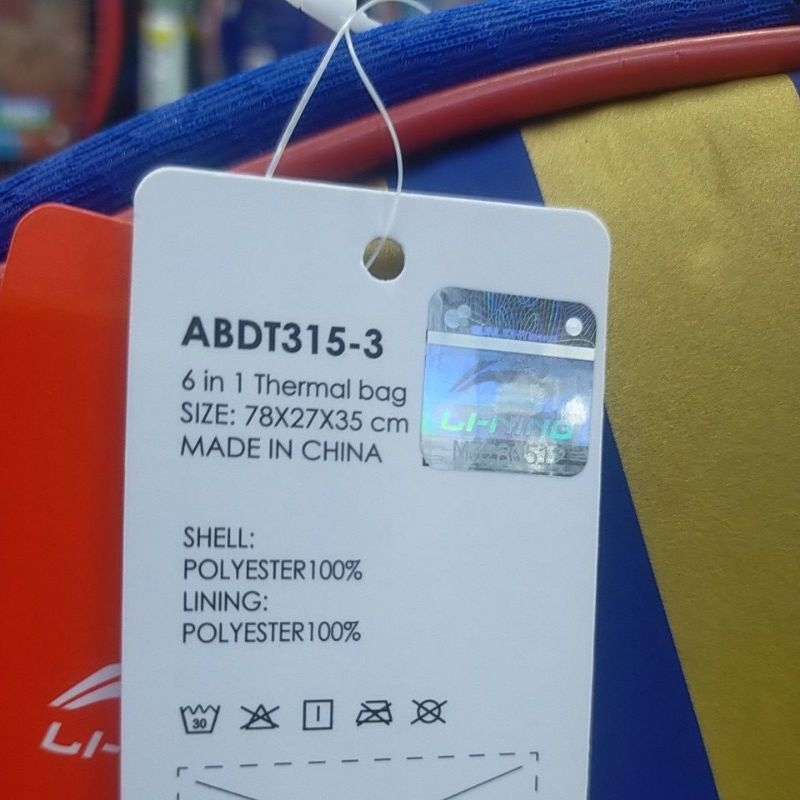 ABDT315-3
6 in 1 Thermal bag
SIZE: 78X27X35 cm
MADE IN CHINA
LI-NING
SHELL:
POLYESTER100%
LINING:
POLYESTER100%
30
LI-